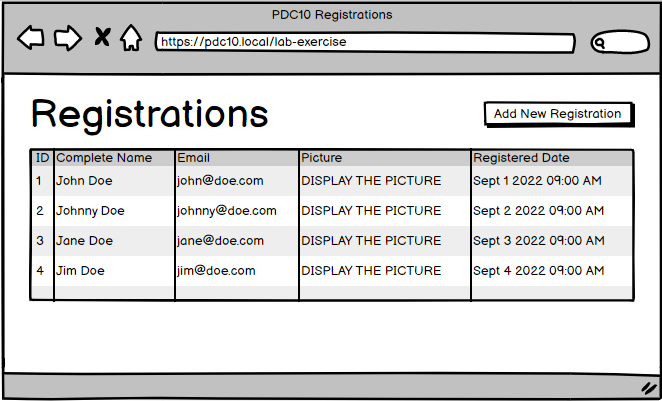 PDC10 Registrations
https://pdc10.local/lab-exercise
Registrations
Add New Registration
ID Complete Name Email Picture Registered Date
1 John Doe john@doe.com DISPLAY THE PICTURE Sept 1 2022 09:00 AM
2 Johnny Doe johnny@doe.com DISPLAY THE PICTURE Sept 2 2022 09:00 AM
3 Jane Doe jane@doe.com DISPLAY THE PICTURE Sept 3 2022 09:00 AM
4 Jim Doe jim@doe.com DISPLAY THE PICTURE Sept 4 2022 09:00 AM